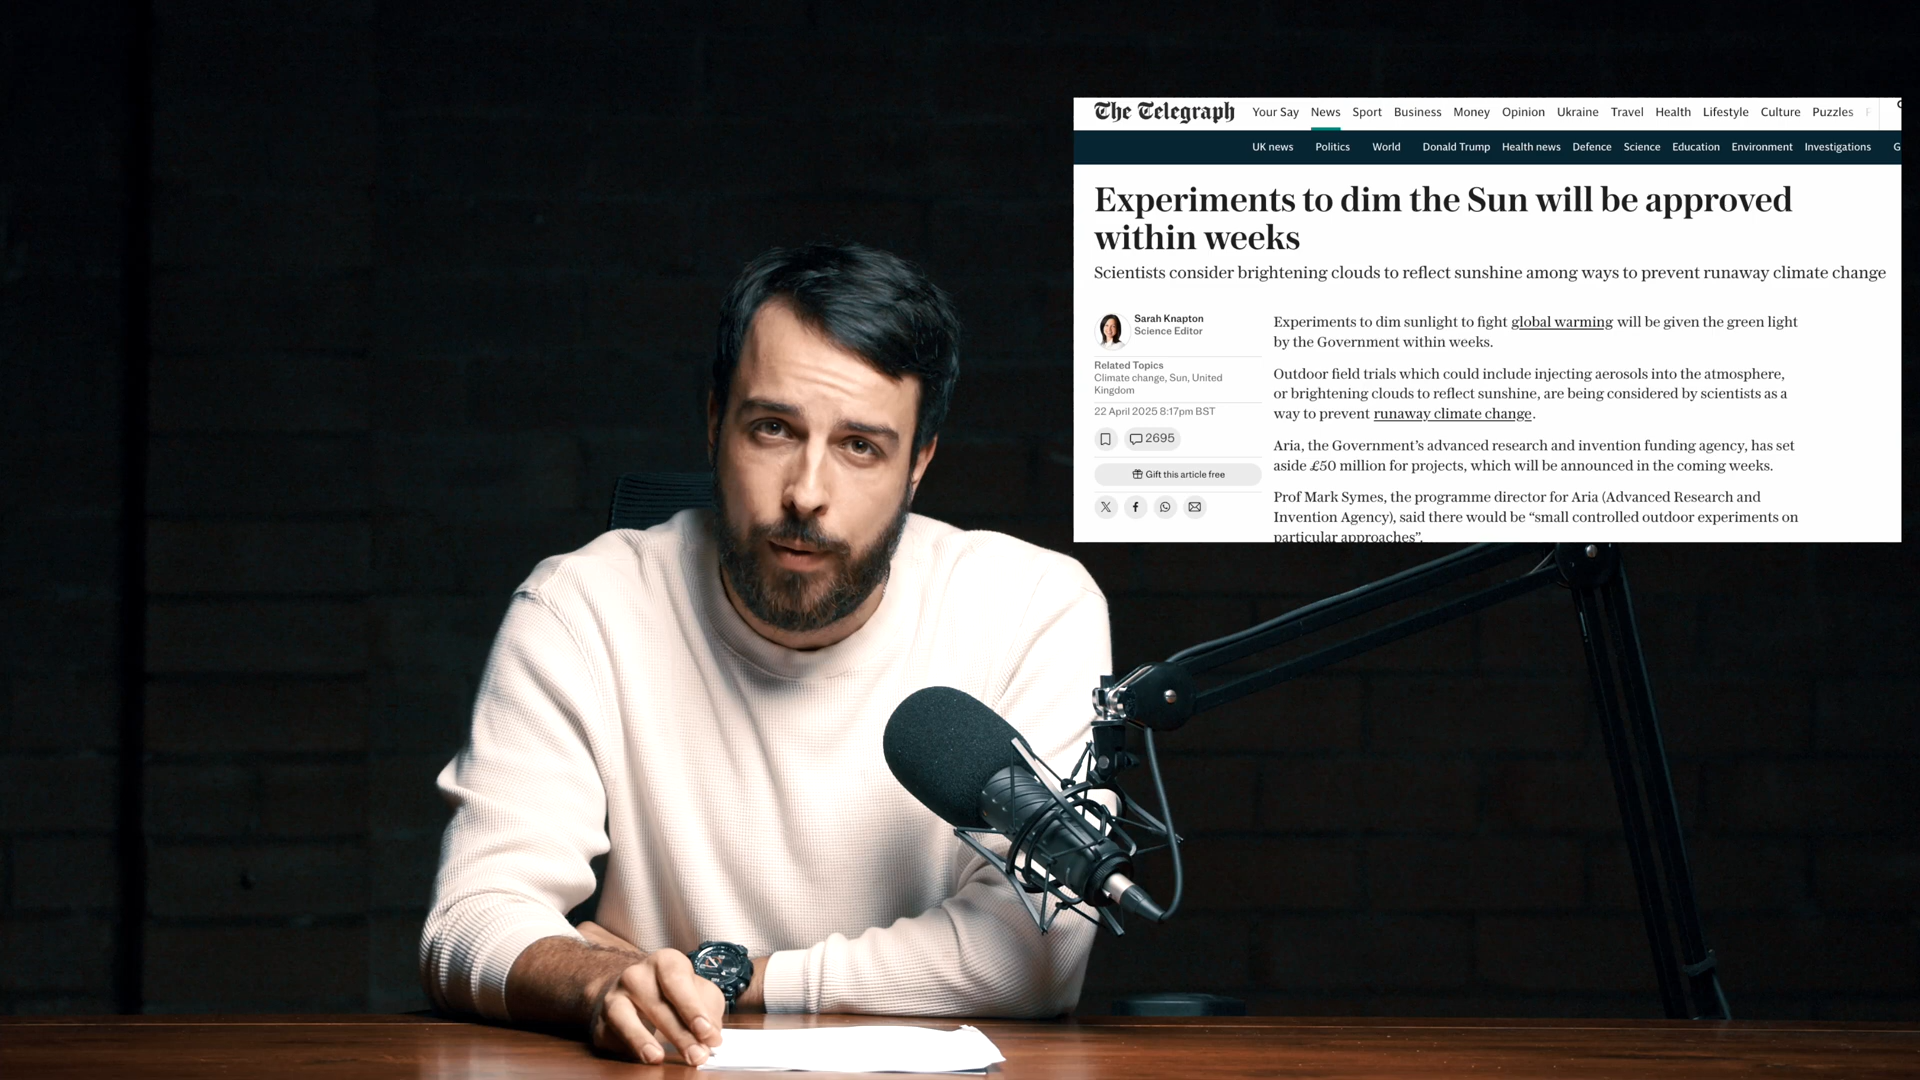 The Telegraph
Your Say News Sport Business Money Opinion Ukraine Travel Health Lifestyle Culture Puzzles
UK news Politics World Donald Trump Health news Defence Science Education Environment Investigations G
Experiments to dim the Sun will be approved
within weeks
Scientists consider brightening clouds to reflect sunshine among ways to prevent runaway climate change
Sarah Knapton
Science Editor
Related Topics
Climate change, Sun, United
Kingdom
22 April 2025 8:17pm BST
2695
Gift this article free
Experiments to dim sunlight to fight global warming will be given the green light
by the Government within weeks.
Outdoor field trials which could include injecting aerosols into the atmosphere,
or brightening clouds to reflect sunshine, are being considered by scientists as a
way to prevent runaway climate change.
Aria, the Government's advanced research and invention funding agency, has set
aside £50 million for projects, which will be announced in the coming weeks.
Prof Mark Symes, the programme director for Aria (Advanced Research and
Invention Agency), said there would be “small controlled outdoor experiments on
particular approaches”.